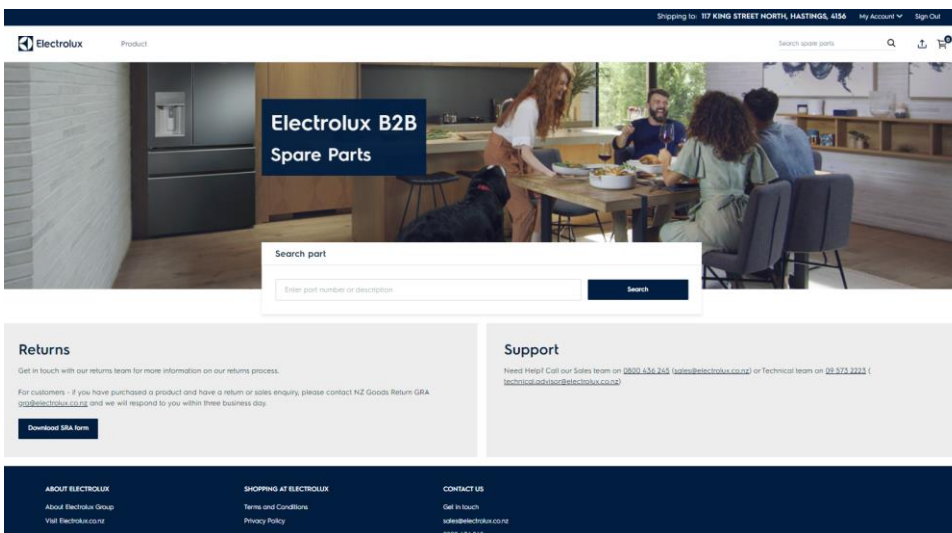 Shipping to: 117 KING STREET NORTH, HASTINGS, 4156 My Account Sign Out
Electrolux Product Search spare parts 0
Electrolux B2B
Spare Parts
Search part
Enter part number or description Search
Returns
Get in touch with our returns team for more information on our returns process.
For customers - if you have purchased a product and have a return or sales enquiry, please contact NZ Goods Return GRA
gra@electrolux.co.nz and we will respond to you within three business day.
Download SRA form
Support
Need Help? Call our Sales team on 0800 436 245 (sales@electrolux.co.nz) or Technical team on 09 573 2223 (
technical.advisor@electrolux.co.nz)
ABOUT ELECTROLUX
About Electrolux Group
Visit Electrolux.co.nz
SHOPPING AT ELECTROLUX
Terms and Conditions
Privacy Policy
CONTACT US
Get in touch
sales@electrolux.co.nz